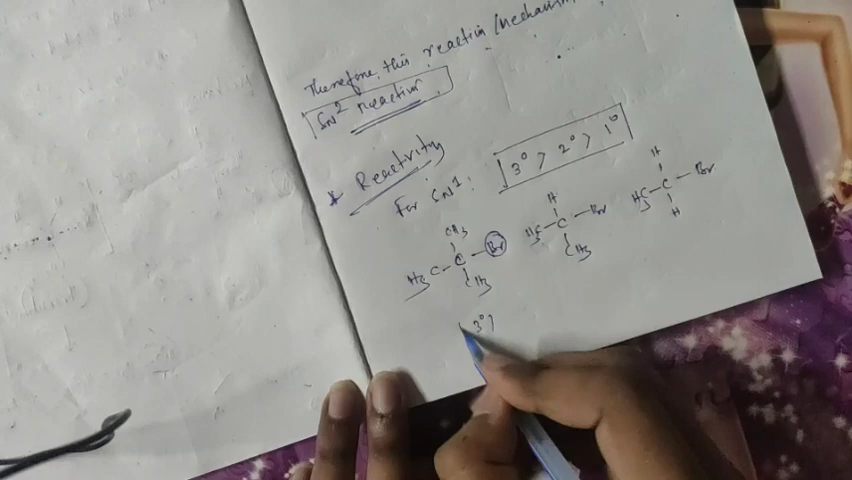 Therefore, this reaction/mechanism
SN² Reaction.
* Reactivity
For SN¹: 3° > 2° > 1°
CH₃ H H
H₃C-C-Br H₃C-C-Br H₃C-C-Br
CH₃ CH₃ H
(3°)